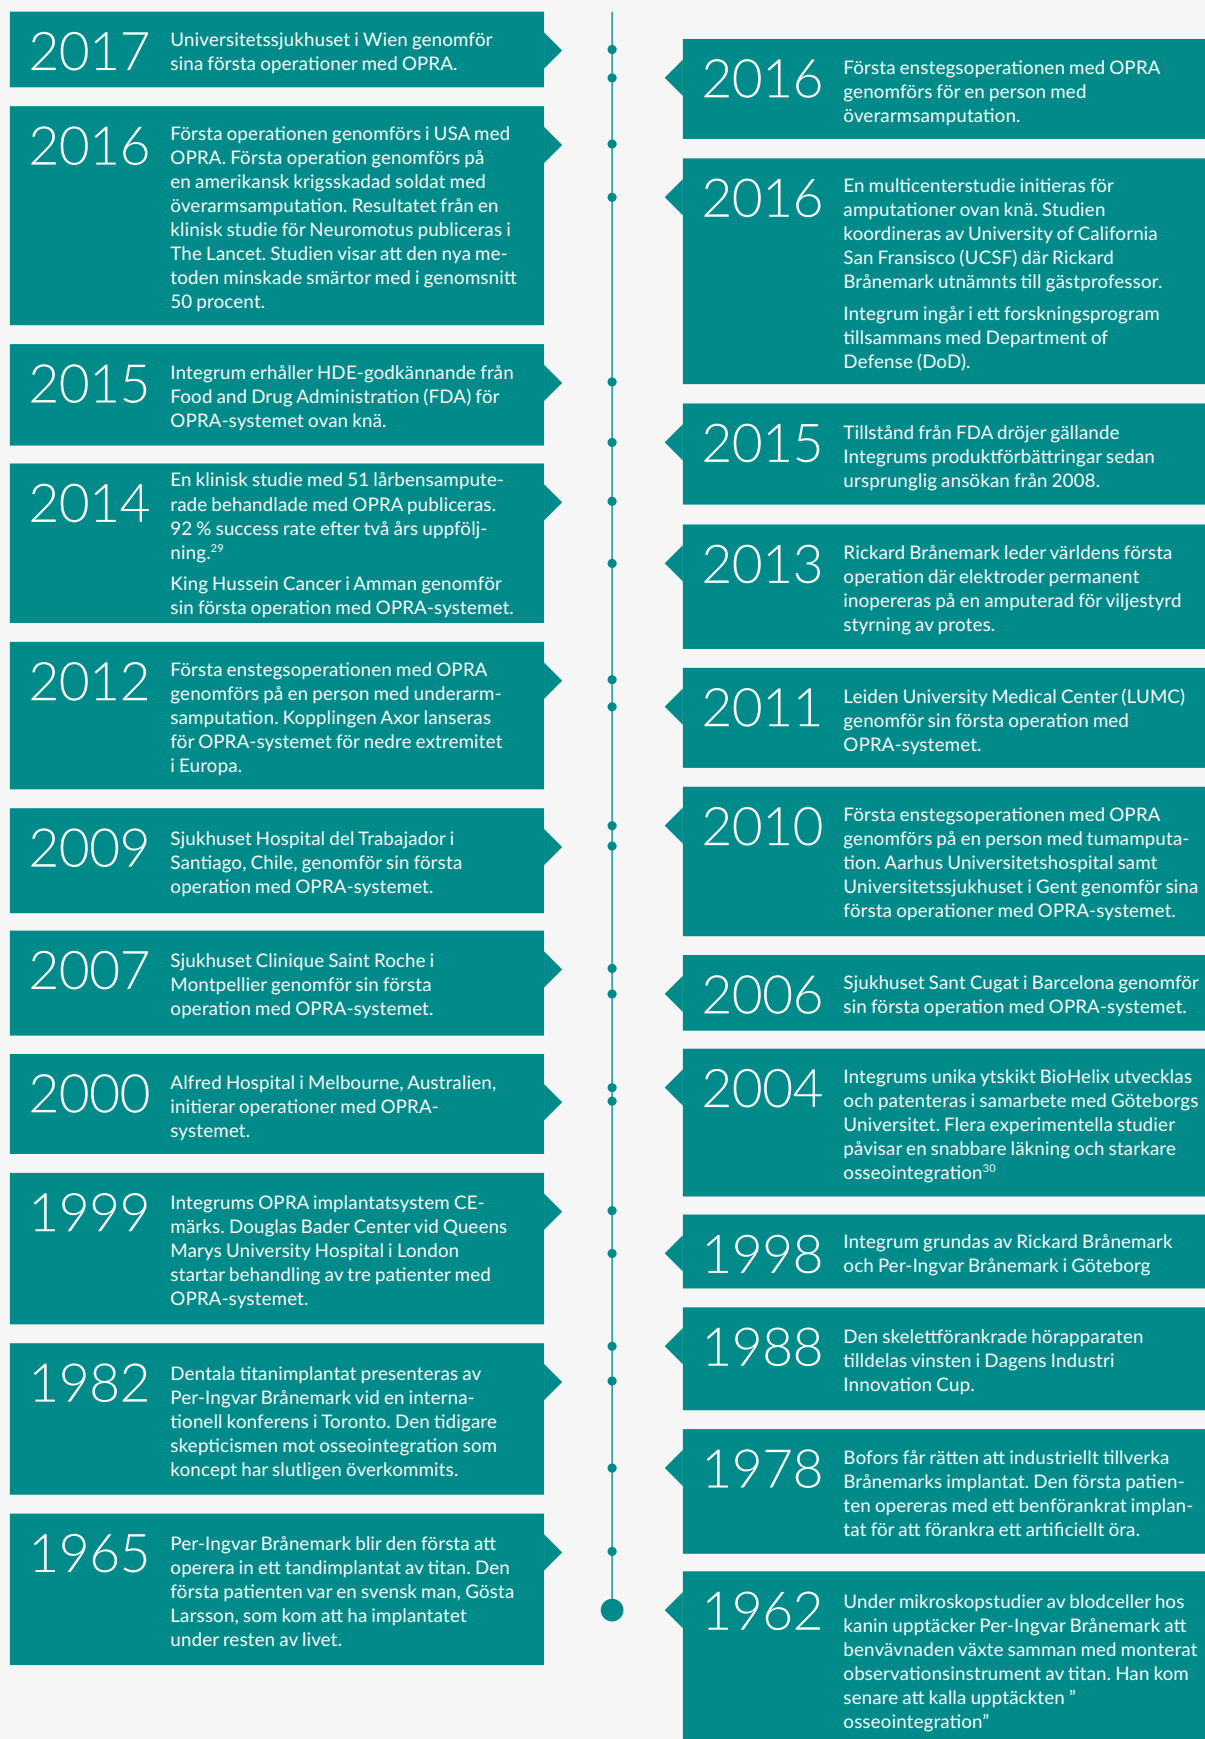 2017
Universitetssjukhuset i Wien genomför
sina första operationer med OPRA.
2016
Första enstegsoperationen med OPRA
genomförs för en person med
överarmsamputation.
2016
Första operationen genomförs i USA med
OPRA. Första operation genomförs på
en amerikansk krigsskadad soldat med
överarmsamputation. Resultatet från en
klinisk studie för Neuromotus publiceras i
The Lancet. Studien visar att den nya me-
toden minskade smärtor med i genomsnitt
50 procent.
2016
En multicenterstudie initieras för
amputationer ovan knä. Studien
koordineras av University of California
San Fransisco (UCSF) där Rickard
Brånemark utnämnts till gästprofessor.
Integrum ingår i ett forskningsprogram
tillsammans med Department of
Defense (DoD).
2015
Integrum erhåller HDE-godkännande från
Food and Drug Administration (FDA) för
OPRA-systemet ovan knä.
2015
Tillstånd från FDA dröjer gällande
Integrums produktförbättringar sedan
ursprunglig ansökan från 2008.
2014
En klinisk studie med 51 lårbensampute-
rade behandlade med OPRA publiceras.
92 % success rate efter två års uppfölj-
ning.29
King Hussein Cancer i Amman genomför
sin första operation med OPRA-systemet.
2013
Rickard Brånemark leder världens första
operation där elektroder permanent
inopereras på en amputerad för viljestyrd
styrning av protes.
2012
Första enstegsoperationen med OPRA
genomförs på en person med underarm-
samputation. Kopplingen Axor lanseras
för OPRA-systemet för nedre extremitet
i Europa.
2011
Leiden University Medical Center (LUMC)
genomför sin första operation med
OPRA-systemet.
2010
Första enstegsoperationen med OPRA
genomförs på en person med tumamputa-
tion. Aarhus Universitetshospital samt
Universitetssjukhuset i Gent genomför sina
första operationer med OPRA-systemet.
2009
Sjukhuset Hospital del Trabajador i
Santiago, Chile, genomför sin första
operation med OPRA-systemet.
2007
Sjukhuset Clinique Saint Roche i
Montpellier genomför sin första
operation med OPRA-systemet.
2006
Sjukhuset Sant Cugat i Barcelona genomför
sin första operation med OPRA-systemet.
2000
Alfred Hospital i Melbourne, Australien,
initierar operationer med OPRA-
systemet.
2004
Integrums unika ytskikt BioHelix utvecklas
och patenteras i samarbete med Göteborgs
Universitet. Flera experimentella studier
påvisar en snabbare läkning och starkare
osseointegration30
1999
Integrums OPRA implantatsystem CE-
märks. Douglas Bader Center vid Queens
Marys University Hospital i London
startar behandling av tre patienter med
OPRA-systemet.
1998
Integrum grundas av Rickard Brånemark
och Per-Ingvar Brånemark i Göteborg
1988
Den skelettförankrade hörapparaten
tilldelas vinsten i Dagens Industri
Innovation Cup.
1982
Dentala titanimplantat presenteras av
Per-Ingvar Brånemark vid en interna-
tionell konferens i Toronto. Den tidigare
skepticismen mot osseointegration som
koncept har slutligen överkommits.
1978
Bofors får rätten att industriellt tillverka
Brånemarks implantat. Den första patien-
ten opereras med ett benförankrat implan-
tat för att förankra ett artificiellt öra.
1965
Per-Ingvar Brånemark blir den första att
operera in ett tandimplantat av titan. Den
första patienten var en svensk man, Gösta
Larsson, som kom att ha implantatet
under resten av livet.
1962
Under mikroskopstudier av blodceller hos
kanin upptäcker Per-Ingvar Brånemark att
benvävnaden växte samman med monterat
observationsinstrument av titan. Han kom
senare att kalla upptäckten ”
osseointegration”